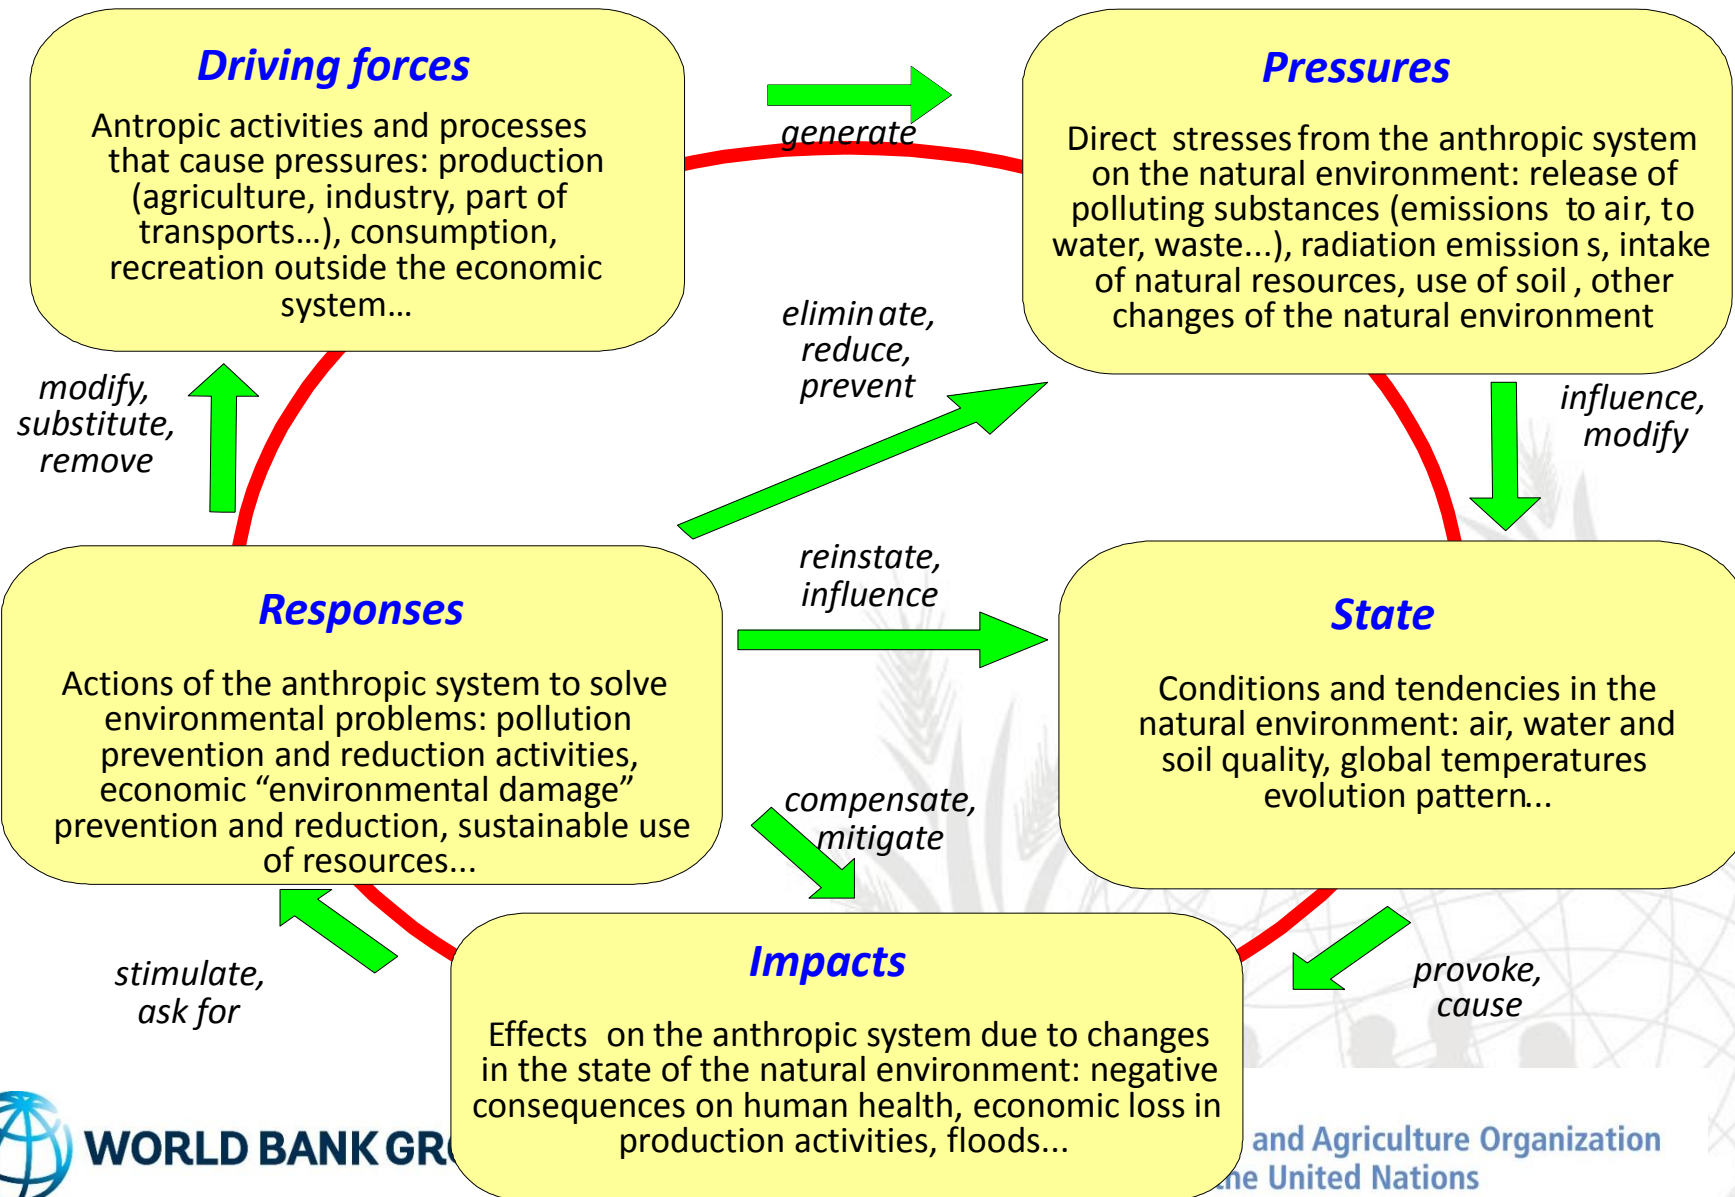 Driving forces
Antropic activities and processes
that cause pressures: production
(agriculture, industry, part of
transports...), consumption,
recreation outside the economic
system...
generate
Pressures
Direct stresses from the anthropic system
on the natural environment: release of
polluting substances (emissions to air, to
water, waste...), radiation emission s, intake
of natural resources, use of soil , other
changes of the natural environment
modify,
substitute,
remove
eliminate,
reduce,
prevent
influence,
modify
Responses
Actions of the anthropic system to solve
environmental problems: pollution
prevention and reduction activities,
economic “environmental damage”
prevention and reduction, sustainable use
of resources...
reinstate,
influence
State
Conditions and tendencies in the
natural environment: air, water and
soil quality, global temperatures
evolution pattern...
compensate,
mitigate
stimulate,
ask for
Impacts
Effects on the anthropic system due to changes
in the state of the natural environment: negative
consequences on human health, economic loss in
production activities, floods...
provoke,
cause
WORLD BANK
and Agriculture Organization
United Nations